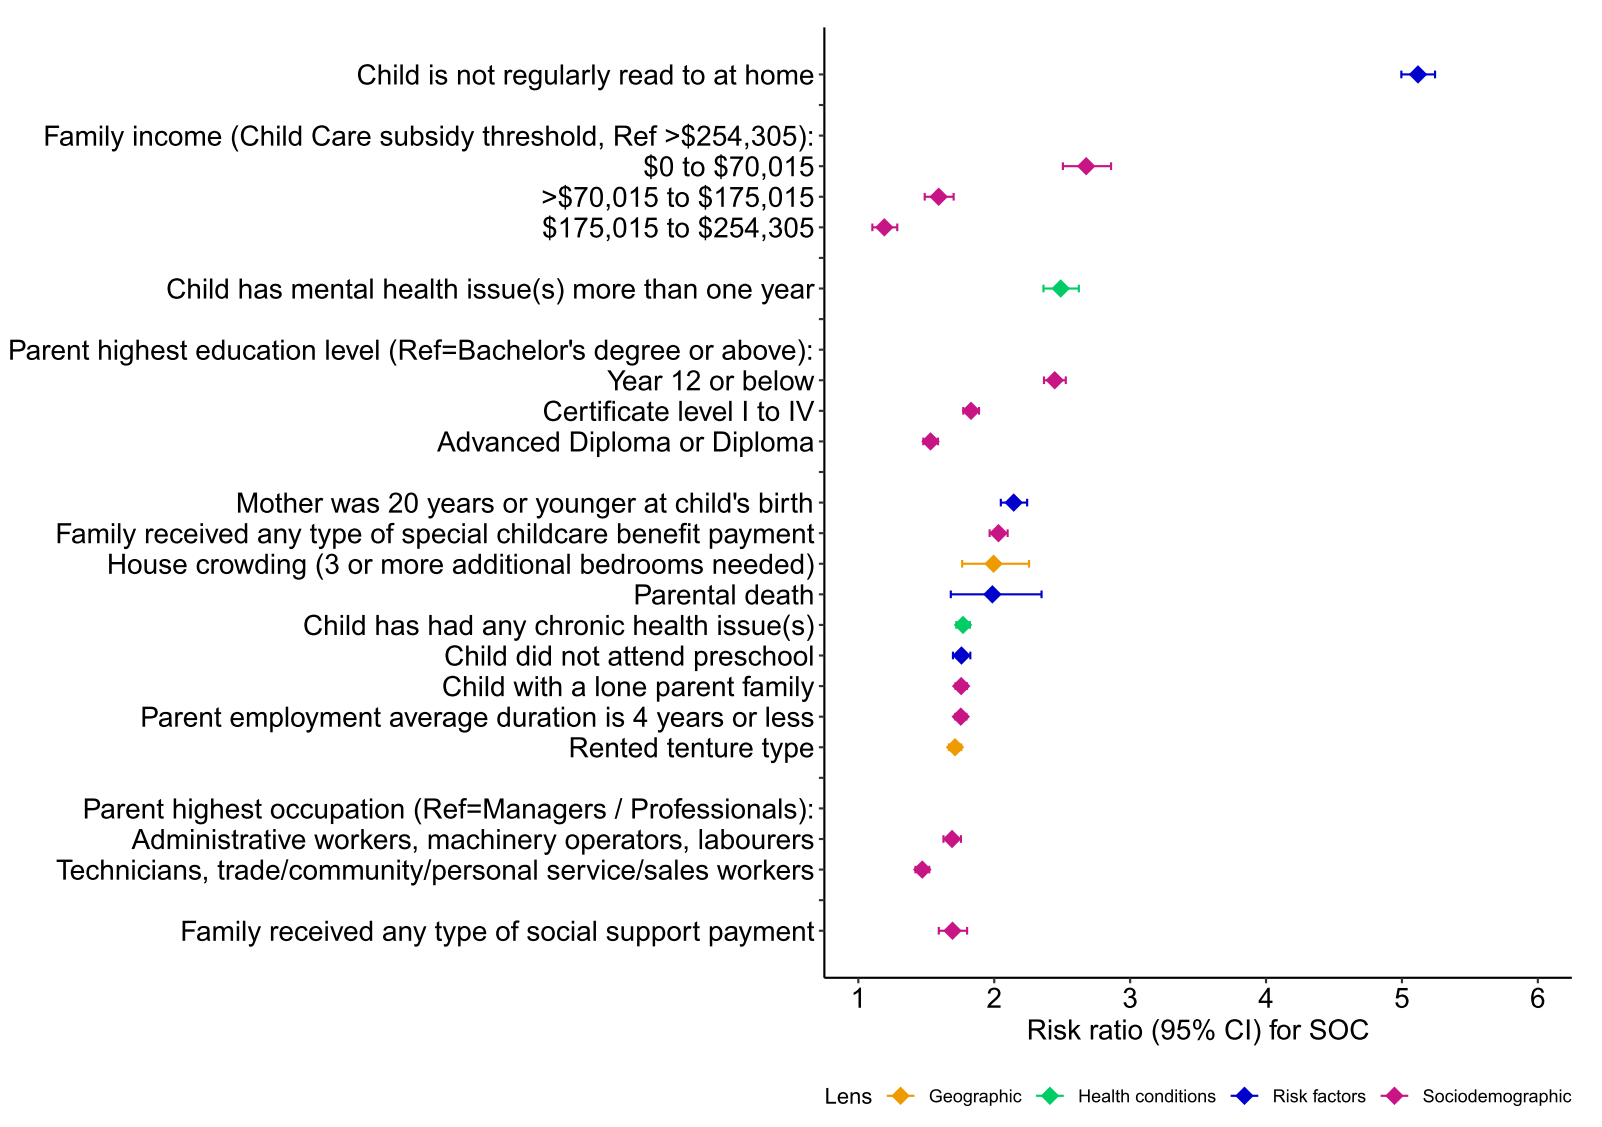 Child is not regularly read to at home
Family income (Child Care subsidy threshold, Ref >$254,305):
$0 to $70,015
>$70,015 to $175,015
$175,015 to $254,305
Child has mental health issue(s) more than one year
Parent highest education level (Ref=Bachelor's degree or above):
Year 12 or below
Certificate level I to IV
Advanced Diploma or Diploma
Mother was 20 years or younger at child's birth
Family received any type of special childcare benefit payment
House crowding (3 or more additional bedrooms needed)
Parental death
Child has had any chronic health issue(s)
Child did not attend preschool
Child with a lone parent family
Parent employment average duration is 4 years or less
Rented tenture type
Parent highest occupation (Ref=Managers / Professionals):
Administrative workers, machinery operators, labourers
Technicians, trade/community/personal service/sales workers
Family received any type of social support payment
1 2 3 4 5 6
Risk ratio (95% CI) for SOC
Lens Geographic Health conditions Risk factors Sociodemographic